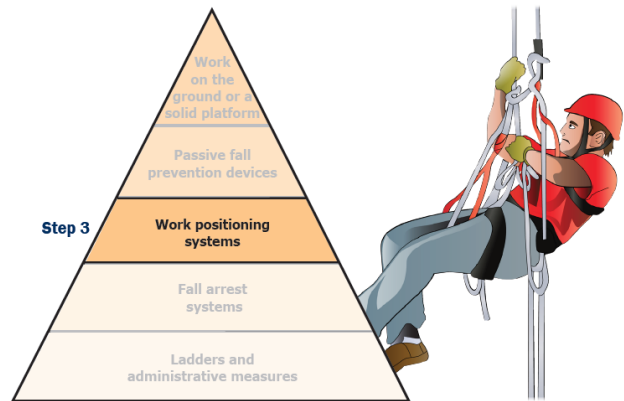 Work
on the
ground or a
solid platform
Passive fall
prevention devices
Step 3
Work positioning
systems
Fall arrest
systems
Ladders and
administrative measures